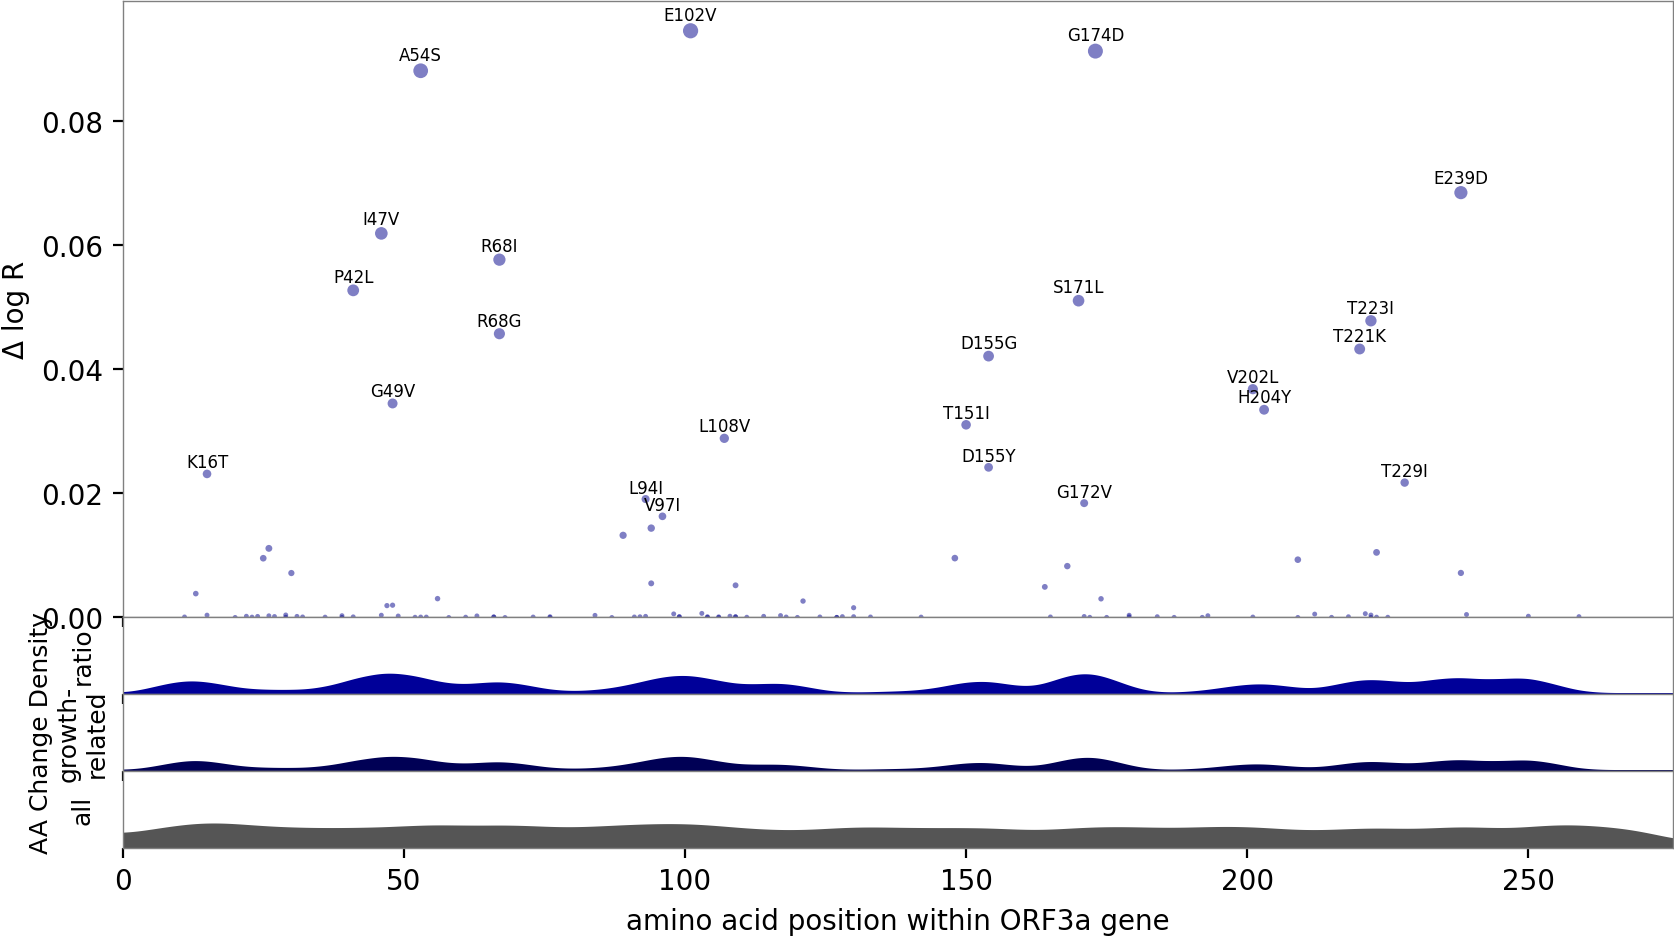 E102V
G174D
A54S
0.08
E239D
I47V
0.06
R68I
P42L
S171L
T223I
R68G
T221K
D155G
Δ log R
0.04
V202L
G49V
H204Y
T151I
L108V
D155Y
K16T
T229I
0.02
L94I
G172V
V97I
0.00
AA Change Density
ratio
growth-
related
all
0
50
100
150
200
250
amino acid position within ORF3a gene